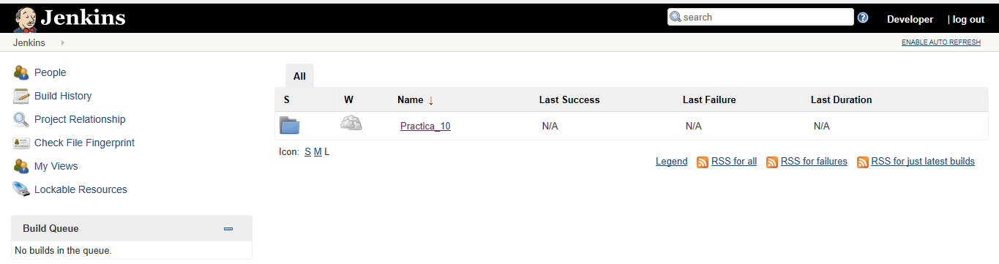 Jenkins
search
?
Developer | log out
Jenkins
ENABLE AUTO REFRESH
People
Build History
Project Relationship
Check File Fingerprint
My Views
Lockable Resources
Build Queue
No builds in the queue.
All
S W Name ↓ Last Success Last Failure Last Duration
Practica_10 N/A N/A N/A
Icon: S M L
Legend RSS for all RSS for failures RSS for just latest builds